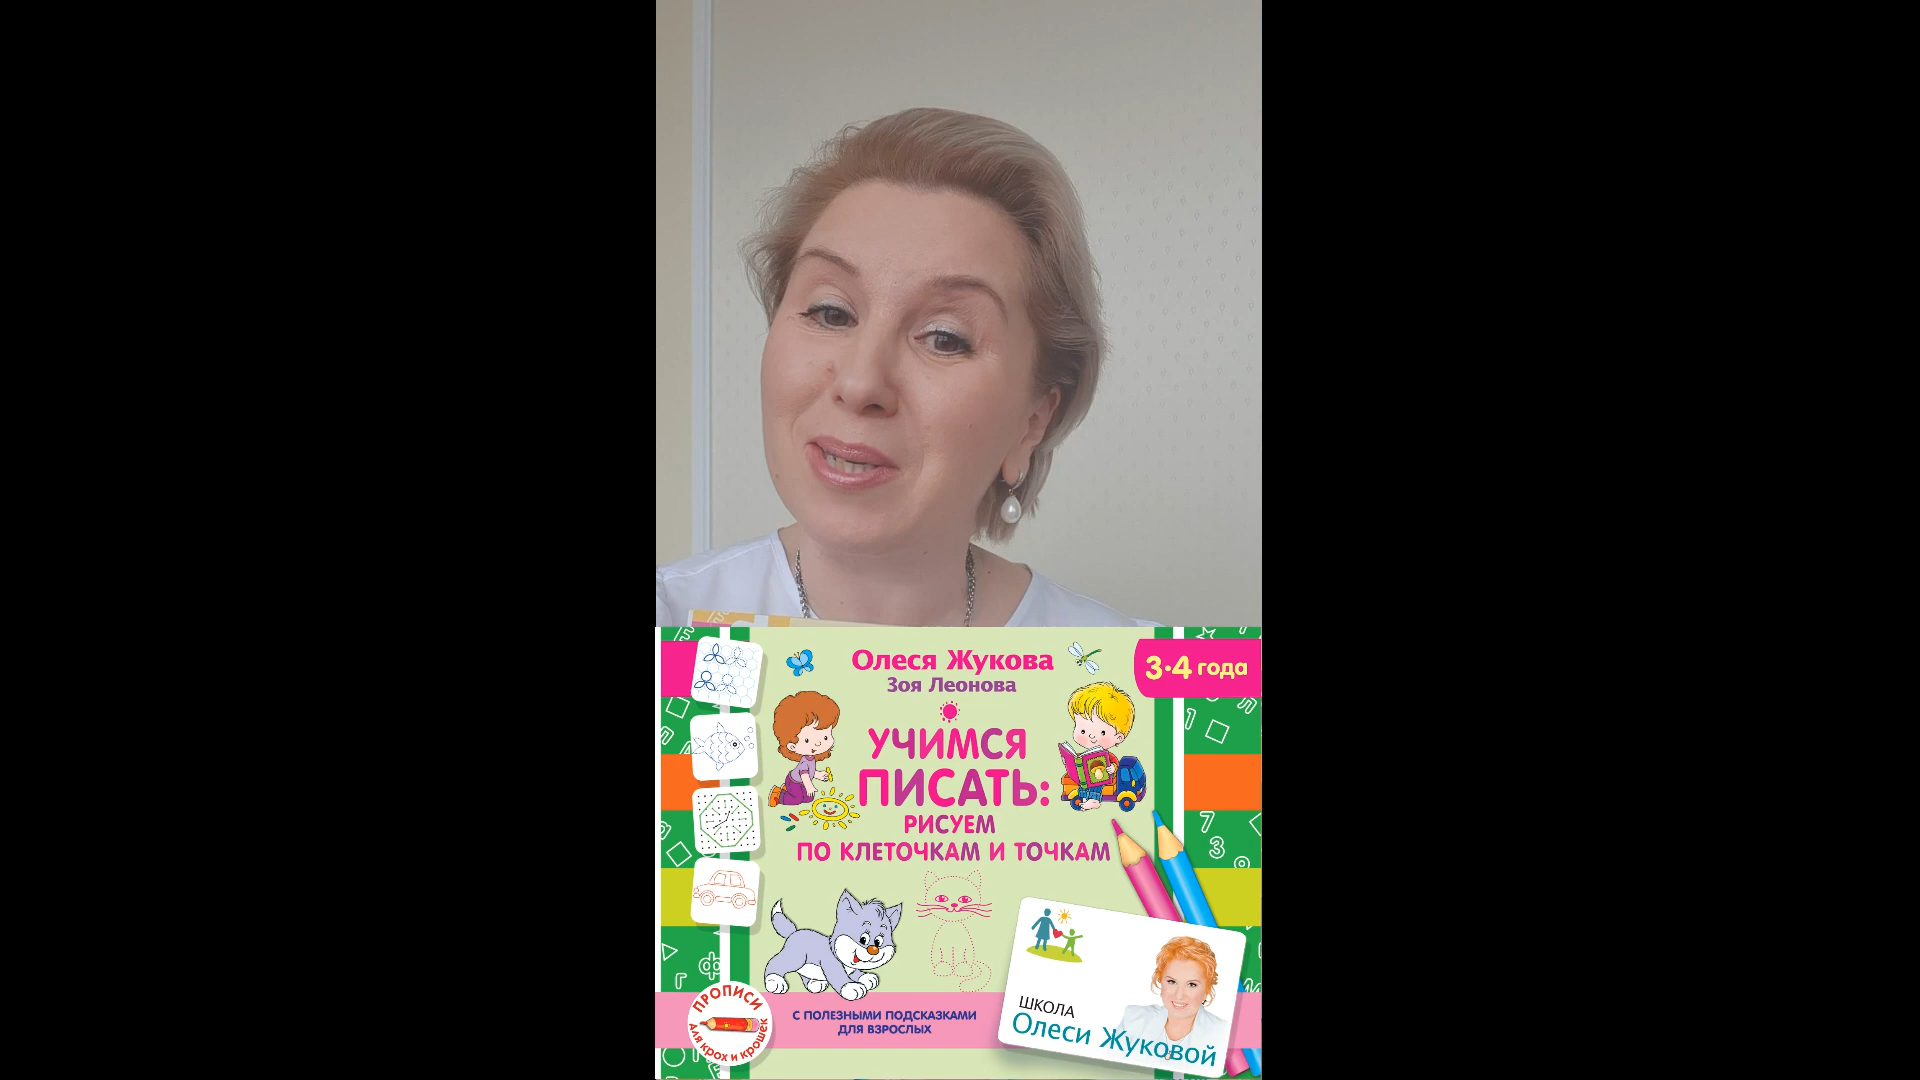 Олеся Жукова
Зоя Леонова
3-4 года
УЧИМСЯ
ПИСАТЬ:
РИСУЕМ
ПО КЛЕТОЧКАМ И ТОЧКАМ
С ПОЛЕЗНЫМИ ПОДСКАЗКАМИ
ДЛЯ ВЗРОСЛЫХ
ПРОПИСИ
для крох и крошек
ШКОЛА
Олеси Жуковой